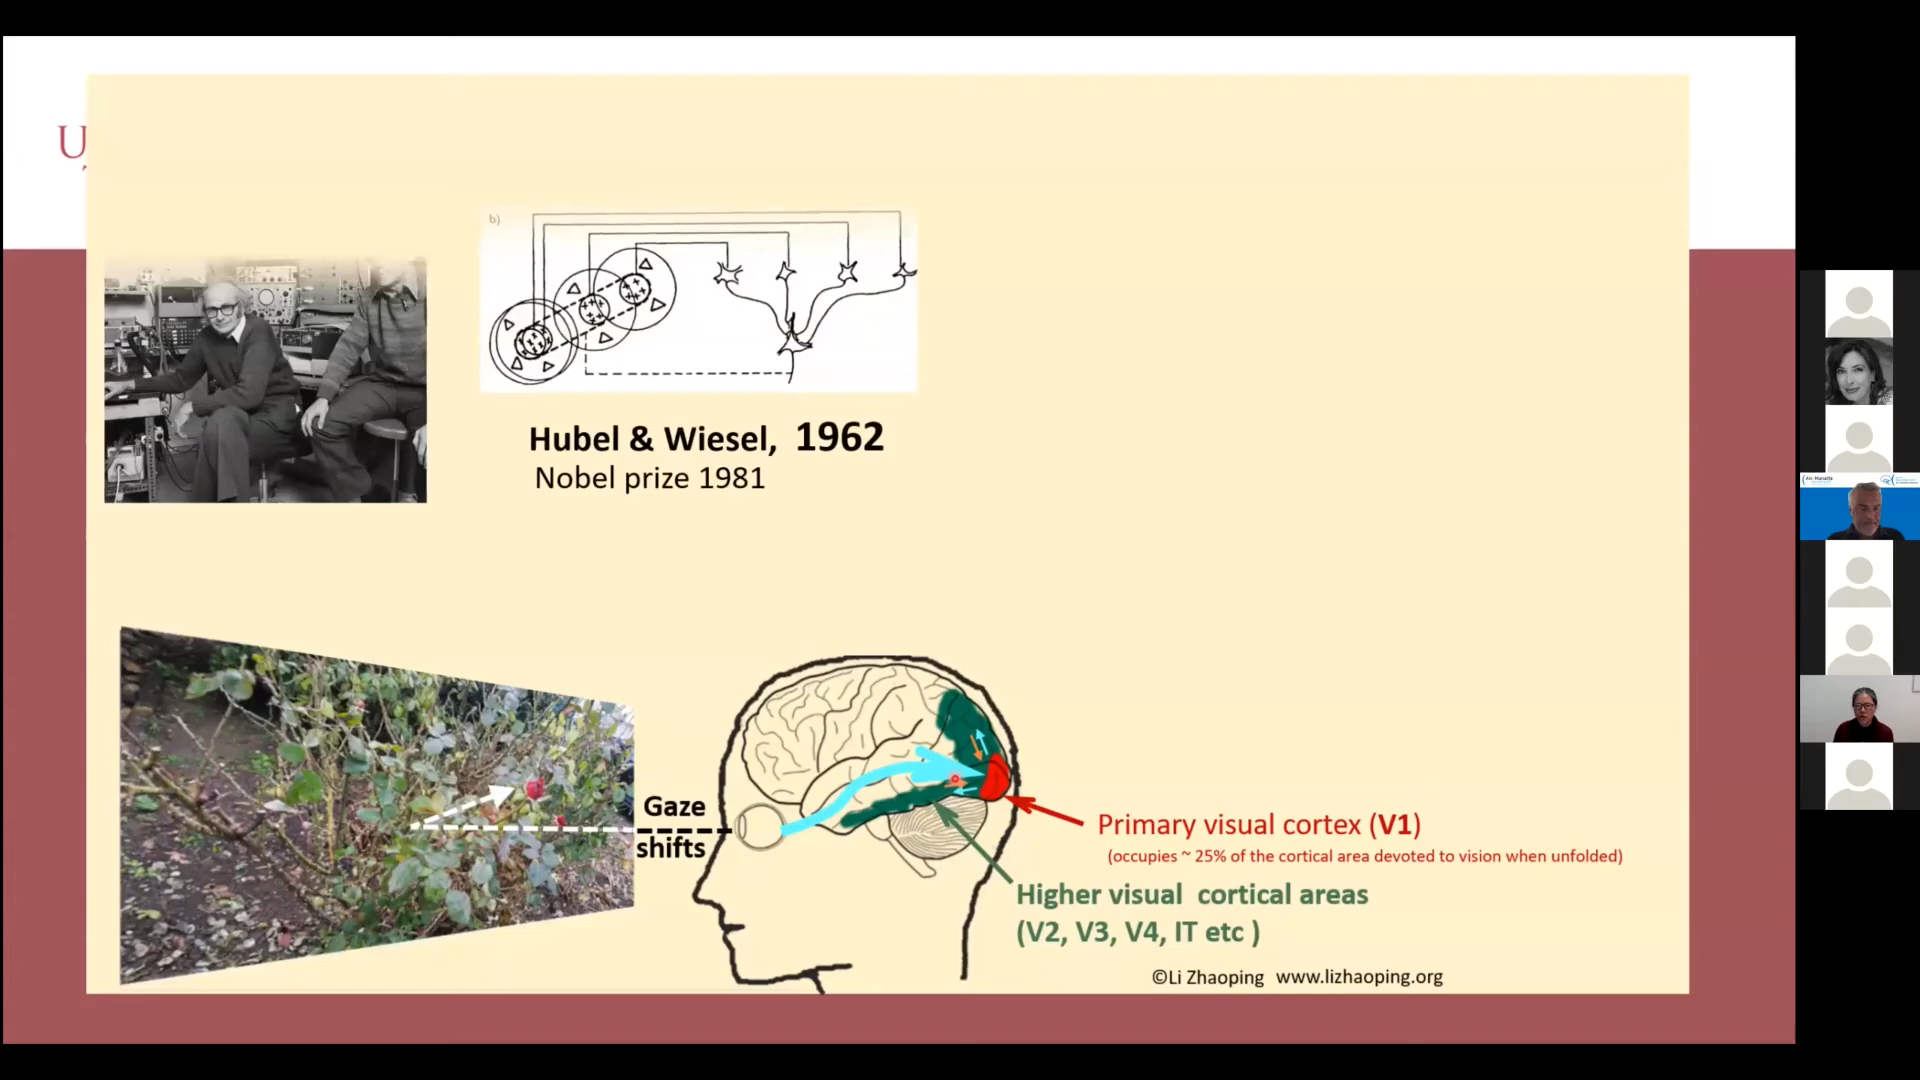 U
b)
Hubel & Wiesel, 1962
Nobel prize 1981
Gaze
shifts
Primary visual cortex (V1)
(occupies ~ 25% of the cortical area devoted to vision when unfolded)
Higher visual cortical areas
(V2, V3, V4, IT etc )
©Li Zhaoping www.lizhaoping.org